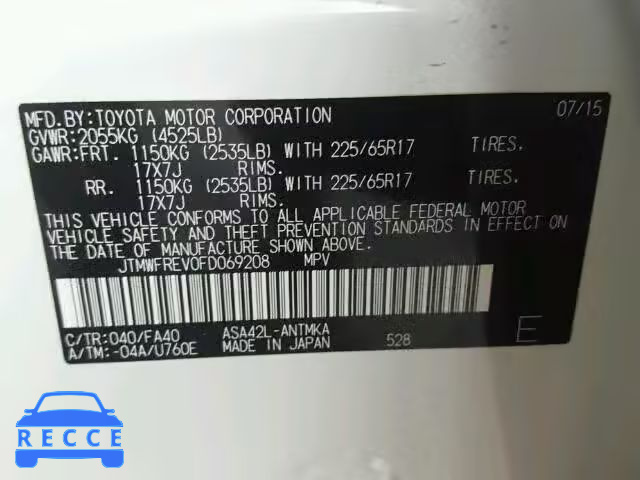 MFD.BY:TOYOTA MOTOR CORPORATION 07/15
GVWR:2055KG (4525LB)
GAWR:FRT. 1150KG (2535LB) WITH 225/65R17 TIRES.
17X7J RIMS.
RR. 1150KG (2535LB) WITH 225/65R17 TIRES.
17X7J RIMS.
THIS VEHICLE CONFORMS TO ALL APPLICABLE FEDERAL MOTOR
VEHICLE SAFETY AND THEFT PREVENTION STANDARDS IN EFFECT ON
THE DATE OF MANUFACTURE SHOWN ABOVE.
JTMWFREV0FD069208 MPV
C/TR:040/FA40 ASA42L-ANTMKA
A/TM:-04A/U760E MADE IN JAPAN 528 E
RECCE